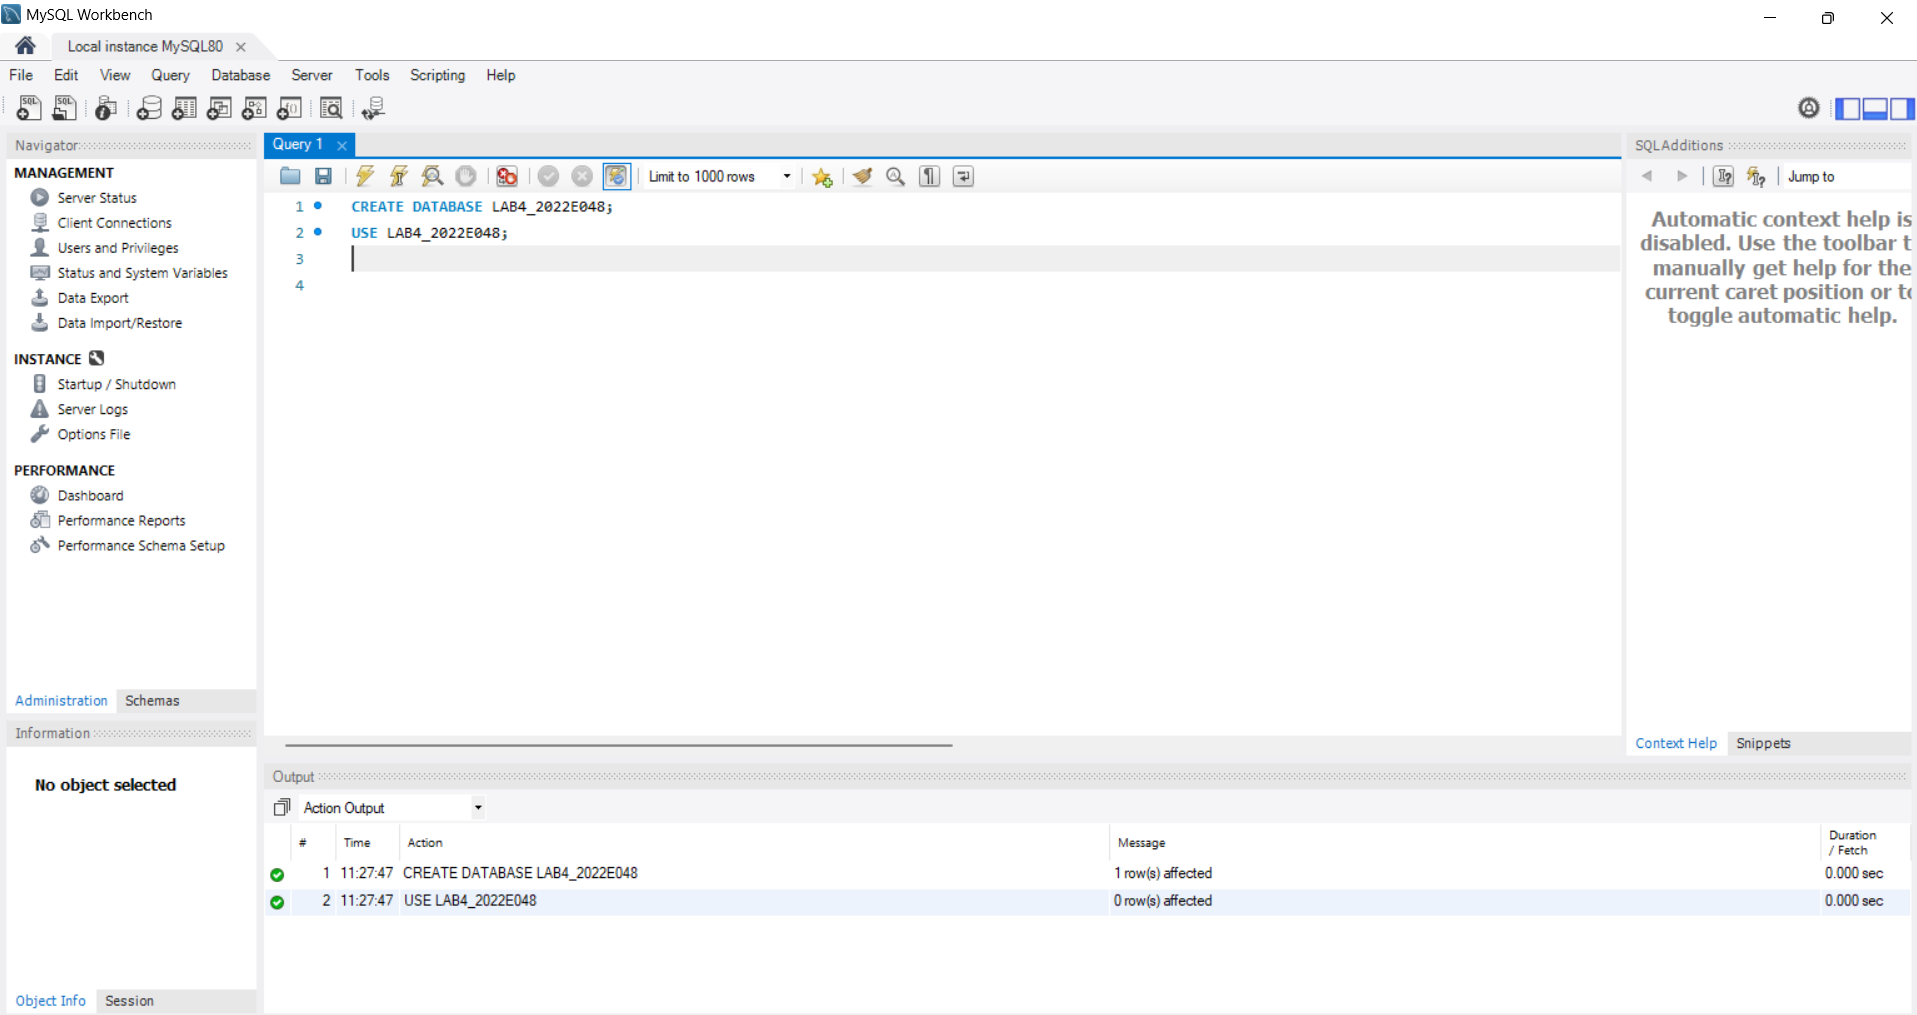 MySQL Workbench
Local instance MySQL80
File Edit View Query Database Server Tools Scripting Help
Navigator
MANAGEMENT
Server Status
Client Connections
Users and Privileges
Status and System Variables
Data Export
Data Import/Restore
INSTANCE
Startup / Shutdown
Server Logs
Options File
PERFORMANCE
Dashboard
Performance Reports
Performance Schema Setup
Administration Schemas
Information
No object selected
Object Info Session
Query 1
Limit to 1000 rows
1 CREATE DATABASE LAB4_2022E048;
2 USE LAB4_2022E048;
3
4
SQLAdditions
Jump to
Automatic context help is
disabled. Use the toolbar t
manually get help for the
current caret position or to
toggle automatic help.
Context Help Snippets
Output
Action Output
# Time Action Message Duration / Fetch
1 11:27:47 CREATE DATABASE LAB4_2022E048 1 row(s) affected 0.000 sec
2 11:27:47 USE LAB4_2022E048 0 row(s) affected 0.000 sec